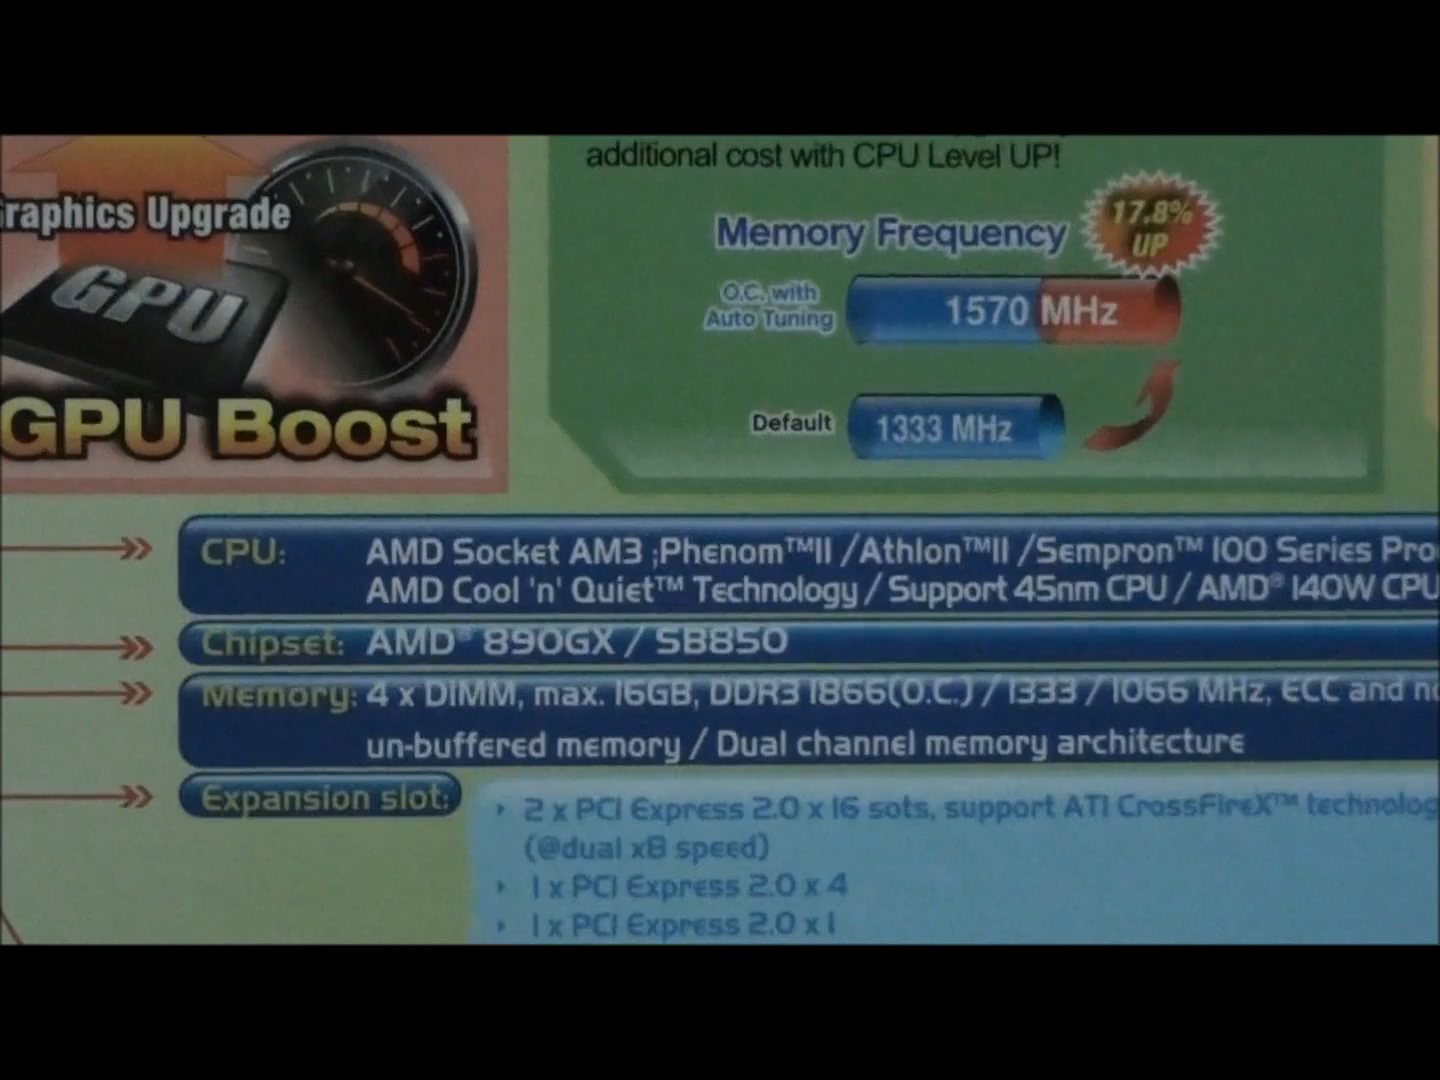 additional cost with CPU Level UP!
Graphics Upgrade
GPU
GPU Boost
Memory Frequency
17.8%
UP
O.C. with
Auto Tuning
1570 MHz
Default
1333 MHz
CPU: AMD Socket AM3 ;Phenom™II /Athlon™II /Sempron™ 100 Series Pro
AMD Cool 'n' Quiet™ Technology / Support 45nm CPU / AMD® 140W CPU
Chipset: AMD® 890GX / SB850
Memory: 4 x DIMM, max. 16GB, DDR3 1866(O.C.) / 1333 / 1066 MHz, ECC and no
un-buffered memory / Dual channel memory architecture
Expansion slot:
2 x PCI Express 2.0 x 16 sots, support ATI CrossFireX™ technolog
(@dual x8 speed)
1 x PCI Express 2.0 x 4
1 x PCI Express 2.0 x 1